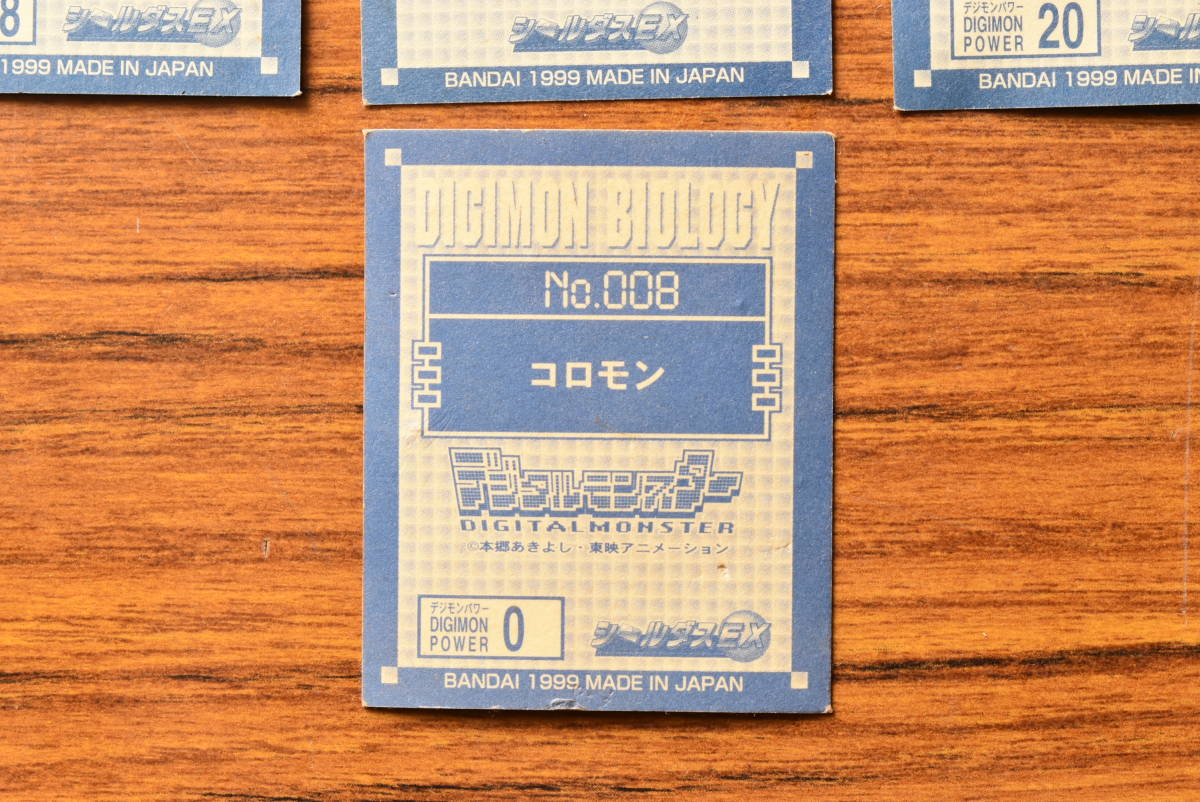 8
シールダスEX
1999 MADE IN JAPAN
シールダスEX
BANDAI 1999 MADE IN JAPAN
デジモンパワー
DIGIMON
POWER 20
シール
BANDAI 1999 MADE IN
DIGIMON BIOLOGY
No.008
コロモン
デジタルモンスター
DIGITALMONSTER
©本郷あきよし・東映アニメーション
デジモンパワー
DIGIMON
POWER 0
シールダスEX
BANDAI 1999 MADE IN JAPAN